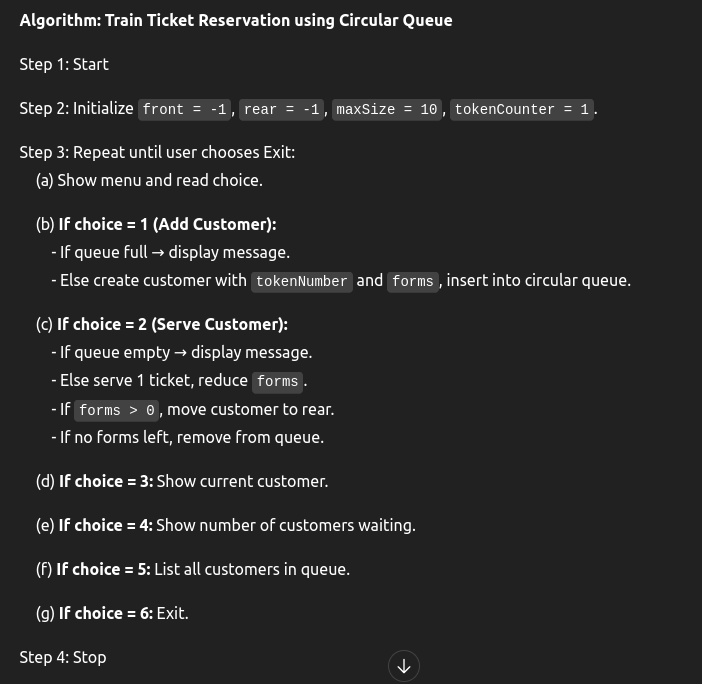 Algorithm: Train Ticket Reservation using Circular Queue
Step 1: Start
Step 2: Initialize front = -1, rear = -1, maxSize = 10, tokenCounter = 1.
Step 3: Repeat until user chooses Exit:
(a) Show menu and read choice.
(b) If choice = 1 (Add Customer):
- If queue full → display message.
- Else create customer with tokenNumber and forms, insert into circular queue.
(c) If choice = 2 (Serve Customer):
- If queue empty → display message.
- Else serve 1 ticket, reduce forms.
- If forms > 0, move customer to rear.
- If no forms left, remove from queue.
(d) If choice = 3: Show current customer.
(e) If choice = 4: Show number of customers waiting.
(f) If choice = 5: List all customers in queue.
(g) If choice = 6: Exit.
Step 4: Stop